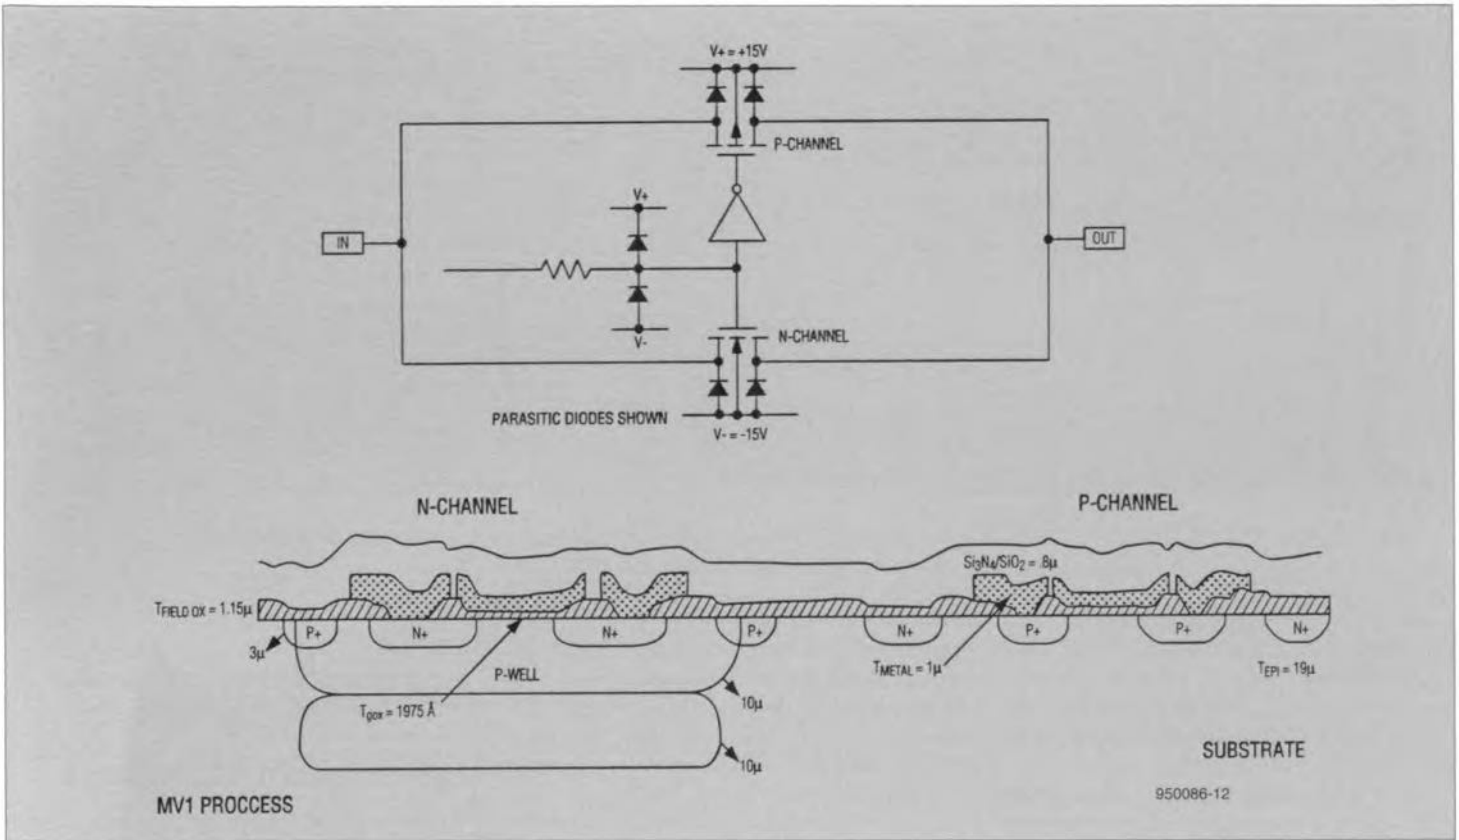 V+ = +15V
P-CHANNEL
V+
IN
OUT
V-
N-CHANNEL
PARASITIC DIODES SHOWN
V- = -15V
N-CHANNEL
P-CHANNEL
Si3N4/SiO2 = .8µ
TFIELD OX = 1.15µ
P+
N+
N+
P+
N+
P+
P+
N+
3µ
P-WELL
TMETAL = 1µ
TEPI = 19µ
Tgox = 1975 Å
10µ
10µ
SUBSTRATE
950086-12
MV1 PROCCESS